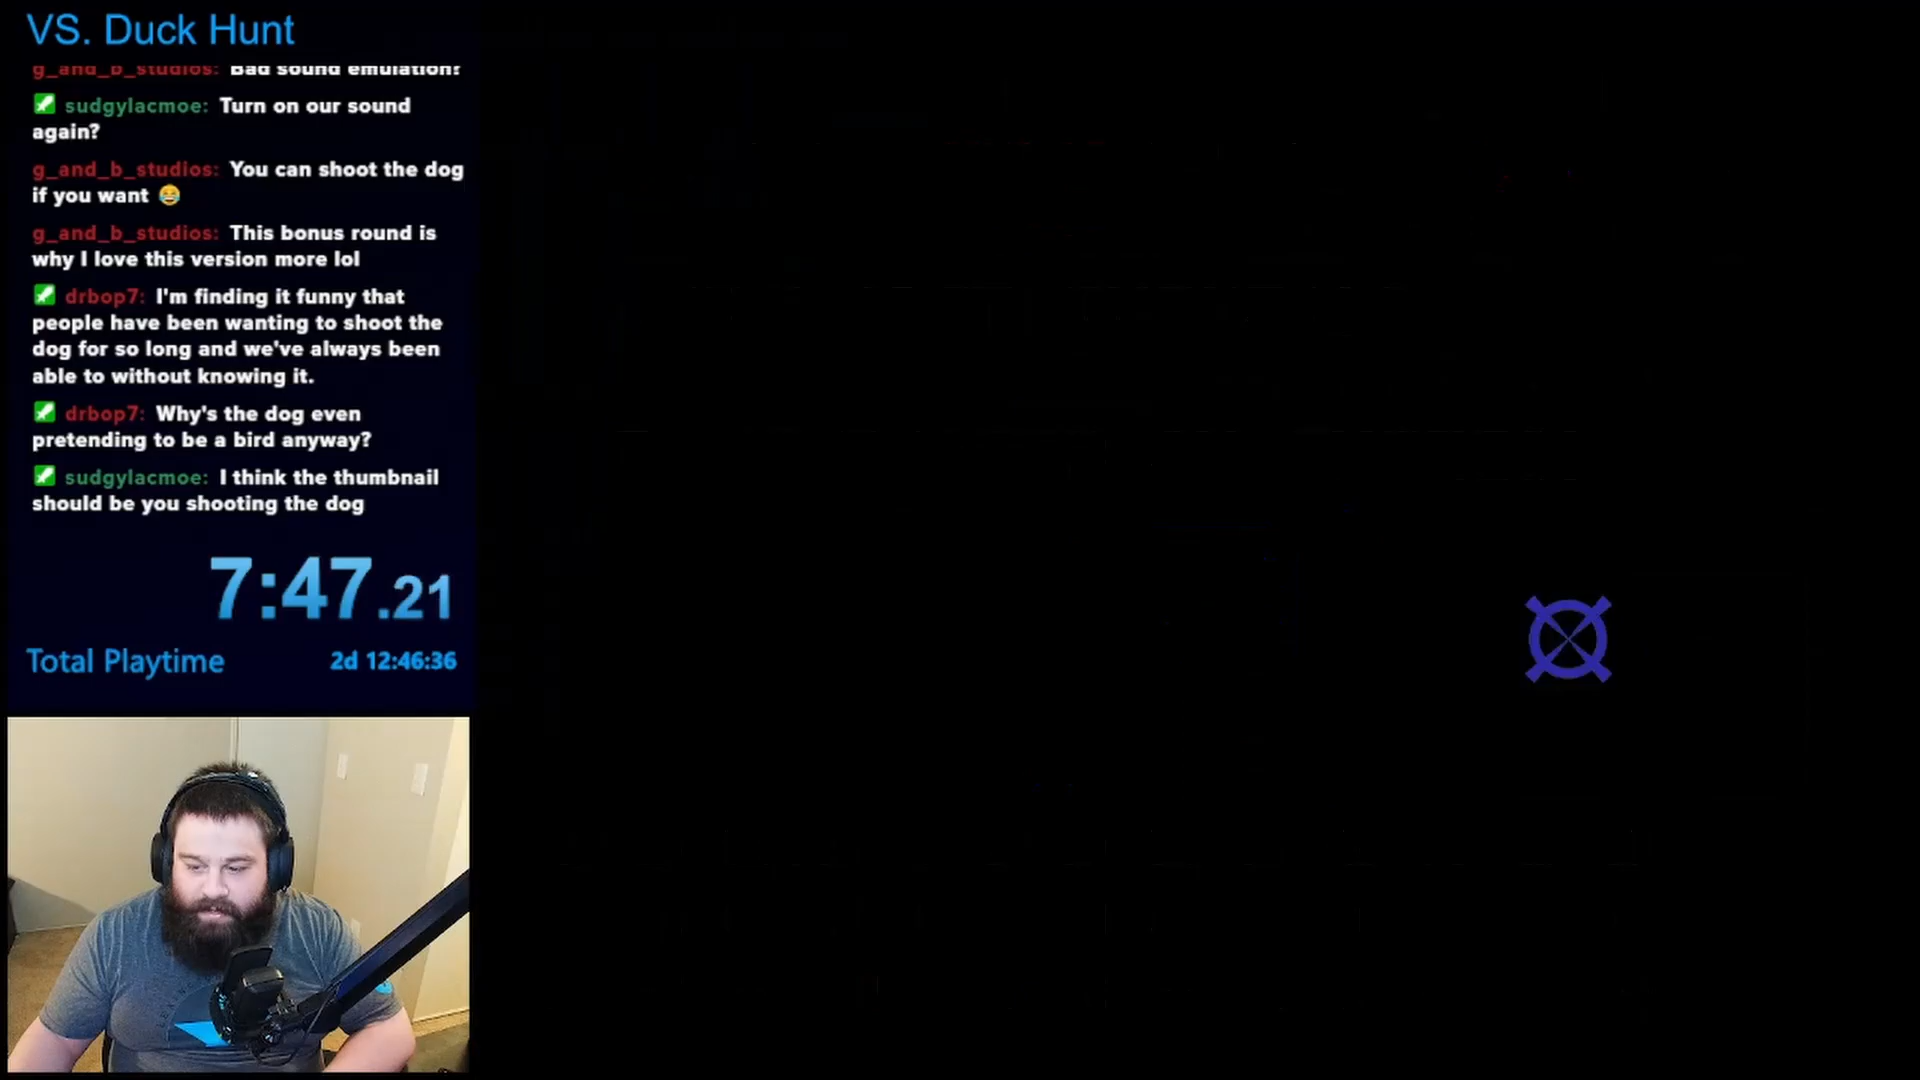 VS. Duck Hunt
g_and_b_studios: Bad sound emulation?
sudgylacmoe: Turn on our sound
again?
g_and_b_studios: You can shoot the dog
if you want 😂
g_and_b_studios: This bonus round is
why I love this version more lol
drbop7: I'm finding it funny that
people have been wanting to shoot the
dog for so long and we've always been
able to without knowing it.
drbop7: Why's the dog even
pretending to be a bird anyway?
sudgylacmoe: I think the thumbnail
should be you shooting the dog
7:47.21
Total Playtime 2d 12:46:36